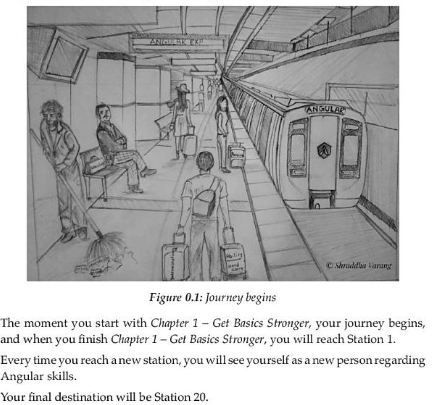 ANGULAR EXP
ANGULAR
© Shraddha Varang
Figure 0.1: Journey begins
The moment you start with Chapter 1 – Get Basics Stronger, your journey begins,
and when you finish Chapter 1 – Get Basics Stronger, you will reach Station 1.
Every time you reach a new station, you will see yourself as a new person regarding
Angular skills.
Your final destination will be Station 20.